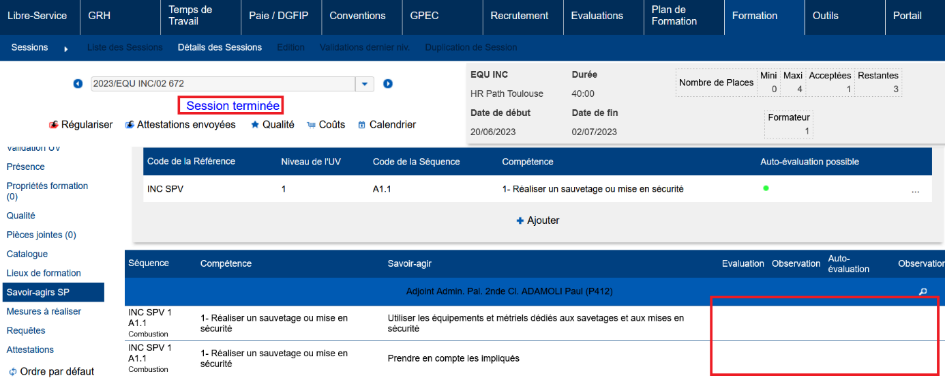 Libre-Service GRH Temps de Travail Paie / DGFIP Conventions GPEC Recrutement Evaluations Plan de Formation Formation Outils Portail
Sessions Liste des Sessions Détails des Sessions Edition Validations dernier niv. Duplication de Session
2023/EQU INC/02 672
Session terminée
Régulariser Attestations envoyées Qualité Coûts Calendrier
EQU INC Durée
HR Path Toulouse 40:00
Date de début Date de fin
20/06/2023 02/07/2023
Mini Maxi Acceptées Restantes
Nombre de Places 0 4 1 3
Formateur
1
Validation UV
Présence
Propriétés formation
(0)
Qualité
Pièces jointes (0)
Catalogue
Lieux de formation
Savoir-agirs SP
Mesures à réaliser
Requêtes
Attestations
Ordre par défaut
Code de la Référence Niveau de l'UV Code de la Séquence Compétence Auto-évaluation possible
INC SPV 1 A1.1 1- Réaliser un sauvetage ou mise en sécurité ...
Ajouter
Séquence Compétence Savoir-agir Evaluation Observation Auto-évaluation Observation
Adjoint Admin. Pal. 2nde Cl. ADAMOLI Paul (P412)
INC SPV 1
A1.1
Combustion
1- Réaliser un sauvetage ou mise en
sécurité
Utiliser les équipements et métriels dédiés aux savetages et aux mises en
sécurité
INC SPV 1
A1.1
Combustion
1- Réaliser un sauvetage ou mise en
sécurité
Prendre en compte les impliqués